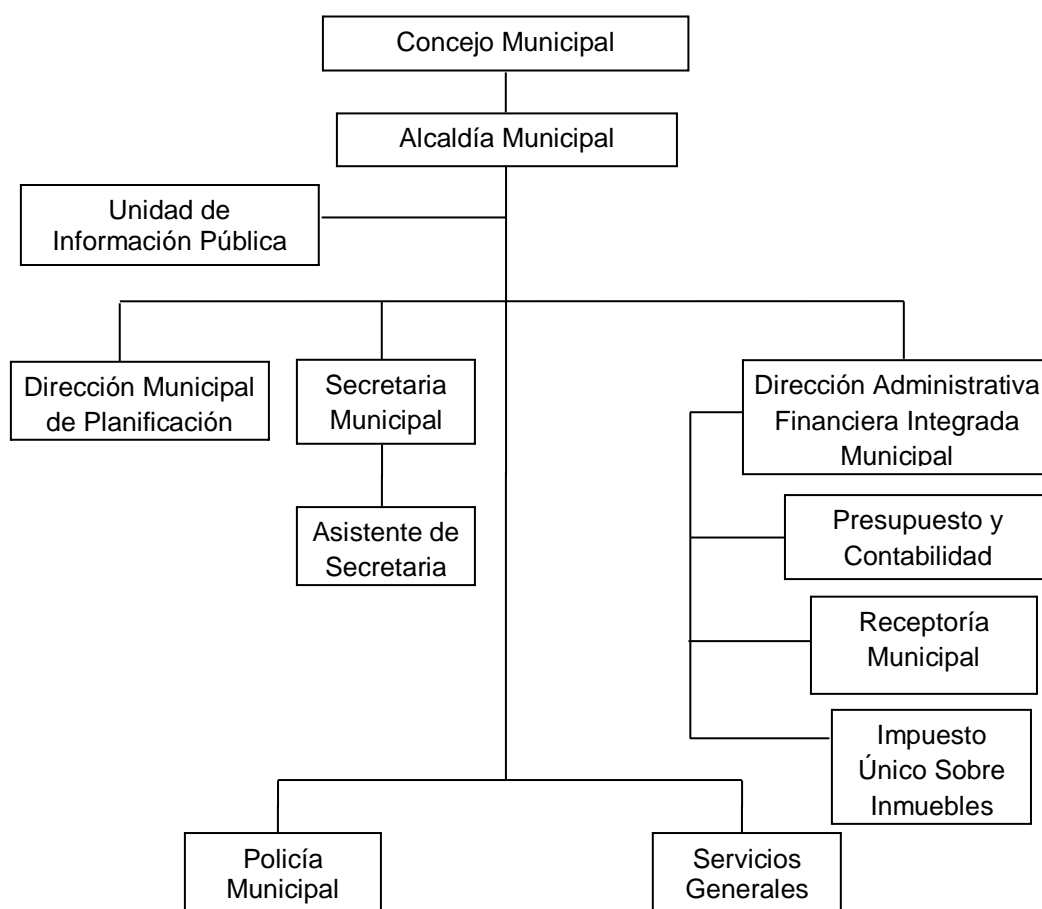 Concejo Municipal
Alcaldía Municipal
Unidad de
Información Pública
Dirección Municipal
de Planificación
Secretaria
Municipal
Dirección Administrativa
Financiera Integrada
Municipal
Asistente de
Secretaria
Presupuesto y
Contabilidad
Receptoría
Municipal
Impuesto
Único Sobre
Inmuebles
Policía
Municipal
Servicios
Generales